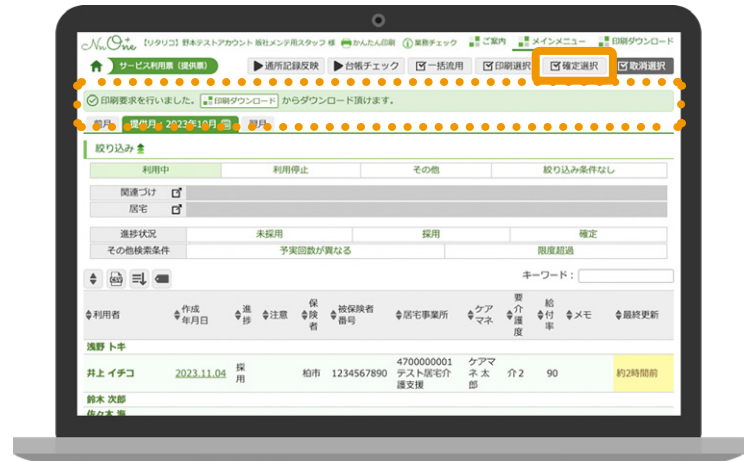 NnOne 【ユタリコ】野本テストアカウント 販社メンテ用スタッフ 様 かんたん印刷 業務チェック ご案内 メインメニュー 印刷ダウンロード
サービス利用票（提供票） ▶通所記録反映 ▶台帳チェック 一括流用 印刷選択 確定選択 取消選択
印刷要求を行いました。 印刷ダウンロード からダウンロード頂けます。
前月 提供月：2023年10月 翌月
絞り込み
利用中 利用停止 その他 絞り込み条件なし
関連づけ
居宅
進捗状況 未採用 採用 確定
その他検索条件 予実回数が異なる 限度超過
キーワード：
利用者 作成年月日 進捗 注意 保険者 被保険者番号 居宅事業所 ケアマネ 要介護度 給付率 メモ 最終更新
浅野 トキ
井上 イチコ 2023.11.04 採用 柏市 1234567890 4700000001 テスト居宅介護支援 ケアマネ 太郎 介2 90 約2時間前
鈴木 次郎
佐々木 海